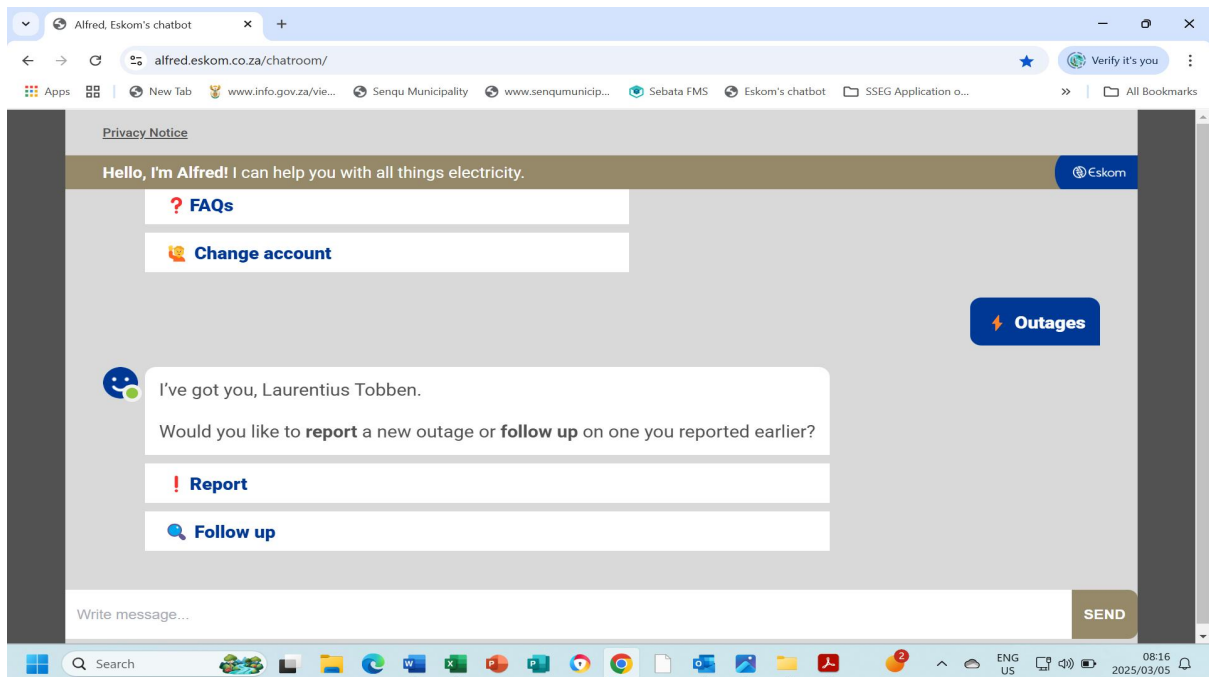 Alfred, Eskom's chatbot
alfred.eskom.co.za/chatroom/
Verify it's you
Apps
New Tab
www.info.gov.za/vie...
Senqu Municipality
www.senqumunicip...
Sebata FMS
Eskom's chatbot
SSEG Application o...
All Bookmarks
Privacy Notice
Hello, I'm Alfred! I can help you with all things electricity.
Eskom
FAQs
Change account
Outages
I've got you, Laurentius Tobben.
Would you like to report a new outage or follow up on one you reported earlier?
Report
Follow up
Write message...
SEND
Search
2
ENG
US
08:16
2025/03/05